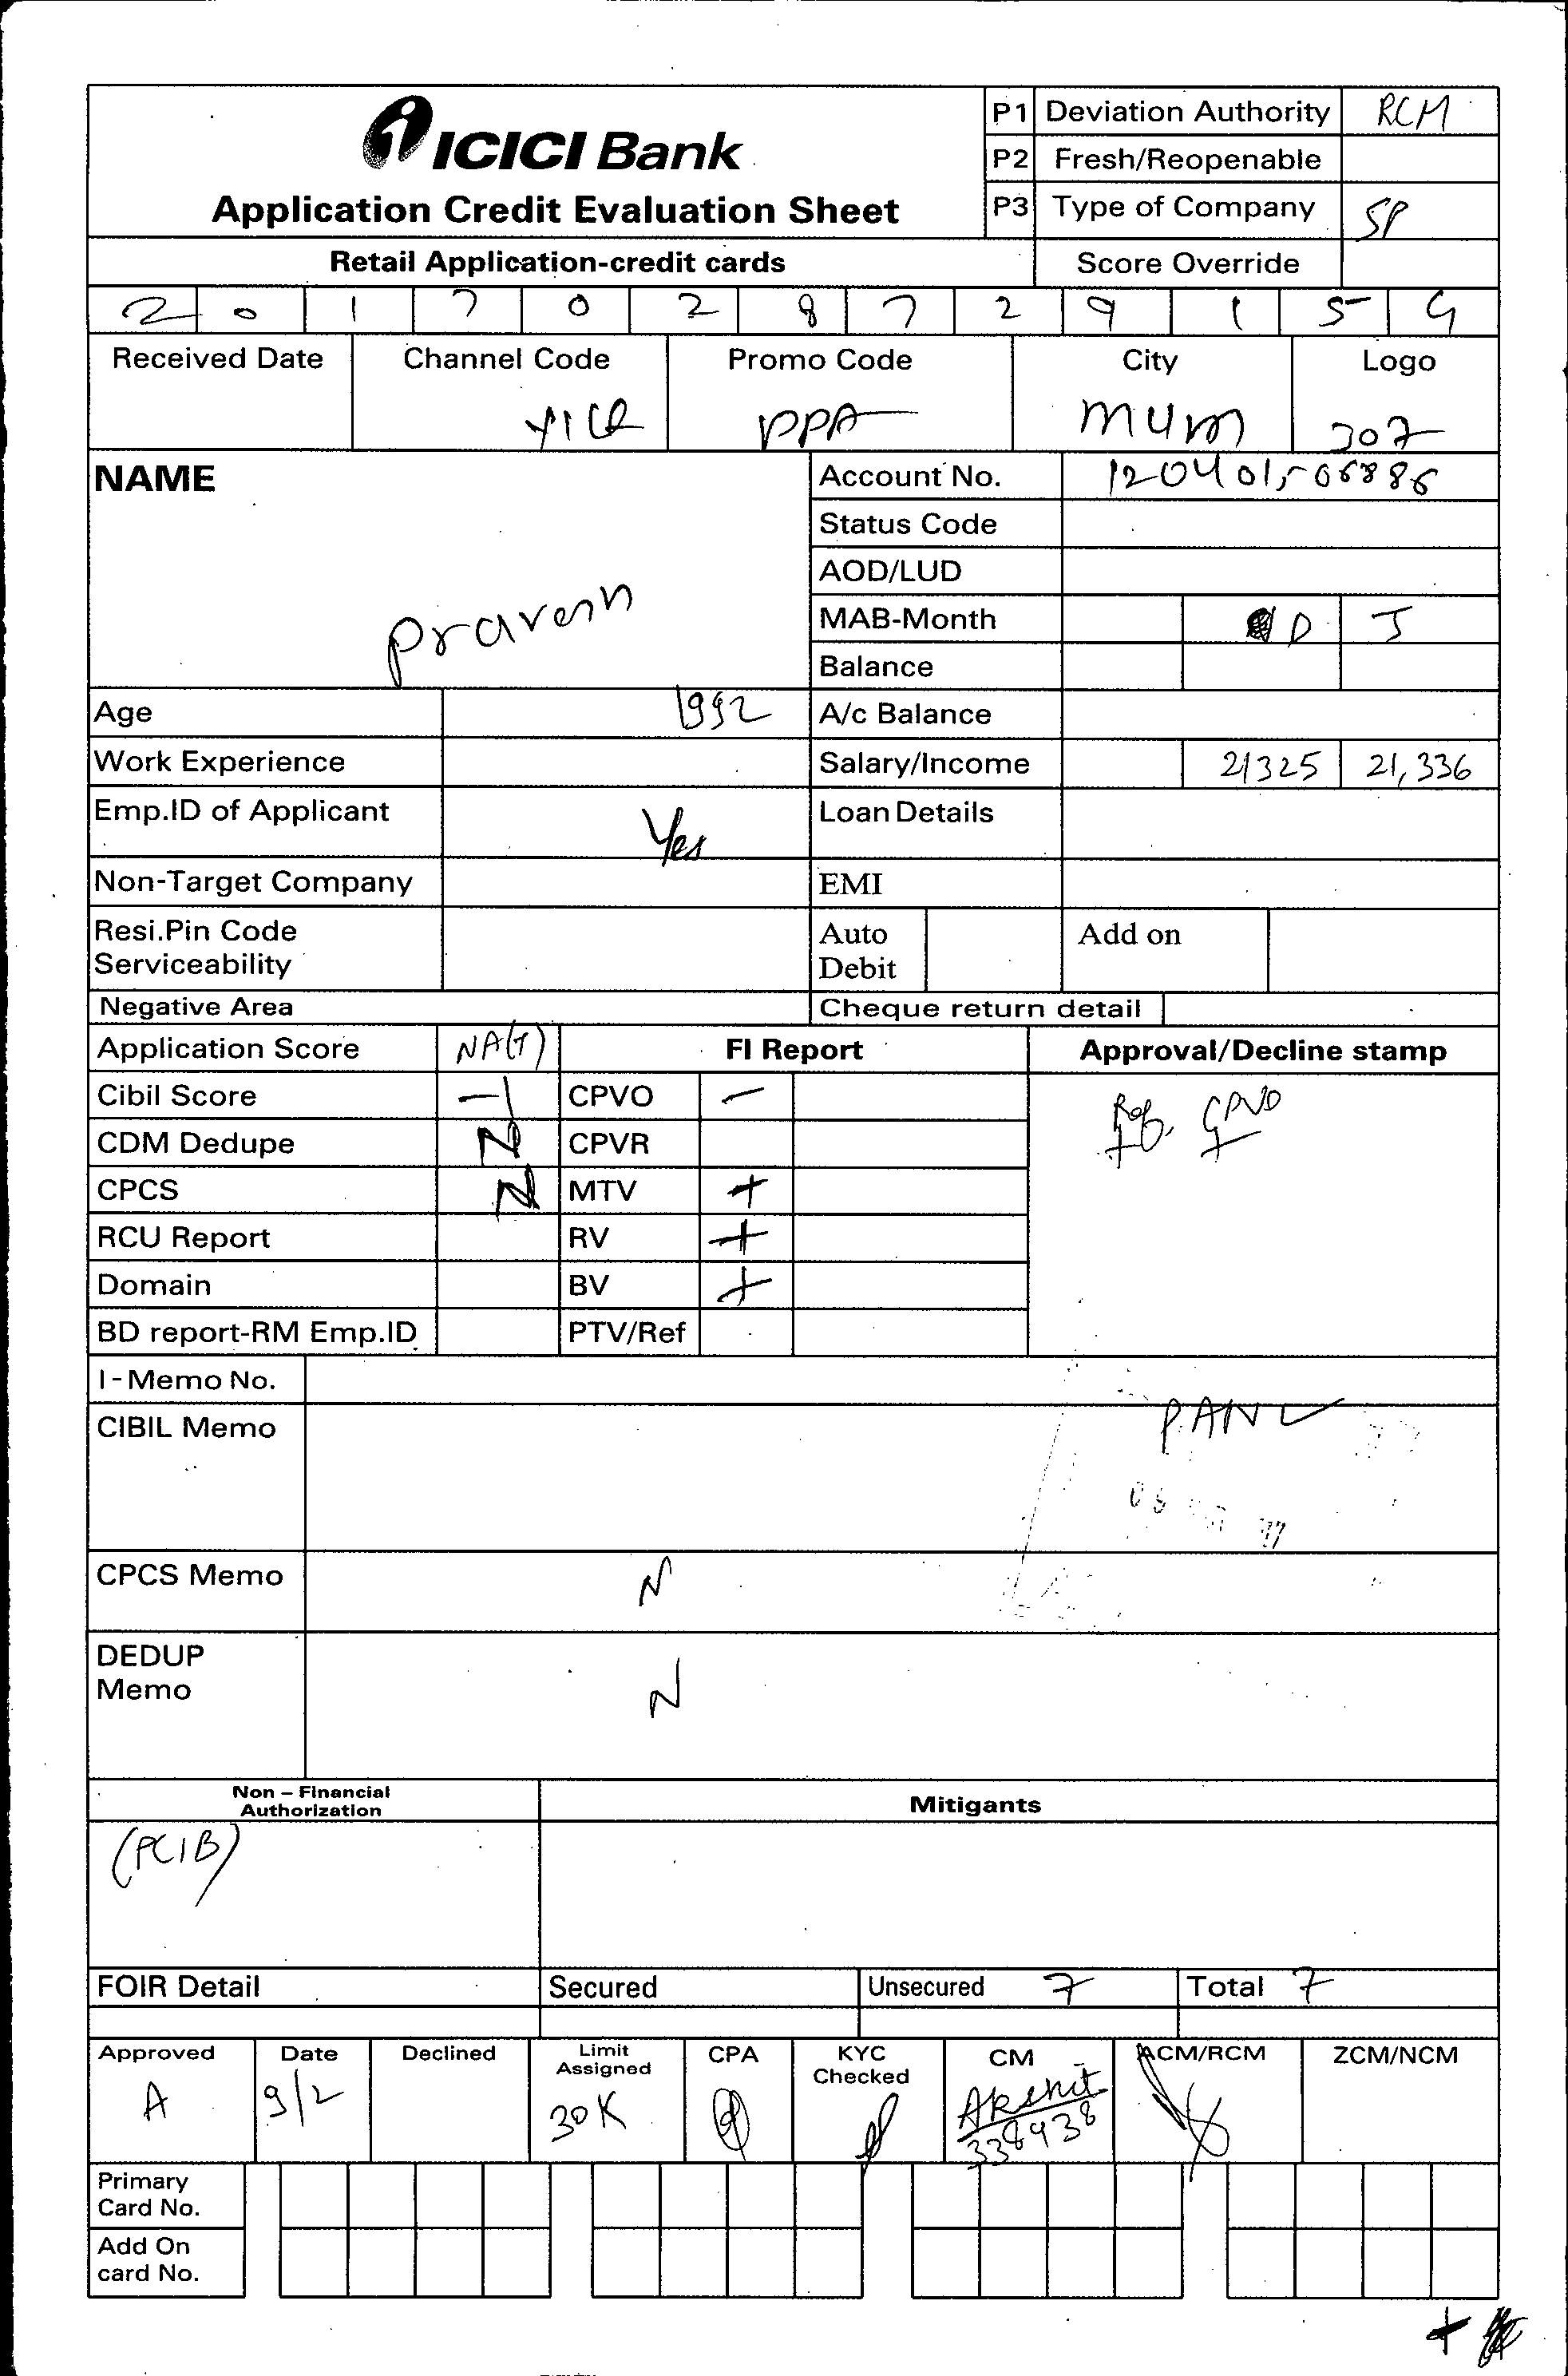 ICICI Bank
Application Credit Evaluation Sheet
P1 Deviation Authority RCM
P2 Fresh/Reopenable
P3 Type of Company SP
Retail Application-credit cards Score Override
2 0 1 7 0 2 8 7 2 9 1 5 G
Received Date Channel Code Promo Code City Logo
PPA mum 307
NAME
pravesh
Account No. 120401506886
Status Code
AOD/LUD
MAB-Month D J
Balance
Age 1992 A/c Balance
Work Experience Salary/Income 21325 21,336
Emp.ID of Applicant Yes Loan Details
Non-Target Company EMI
Resi.Pin Code Serviceability Auto Debit Add on
Negative Area Cheque return detail
Application Score NA(T) FI Report Approval/Decline stamp
Cibil Score -1 CPVO - Ref. CPVO
CDM Dedupe N CPVR
CPCS N MTV +
RCU Report RV +
Domain BV +
BD report-RM Emp.ID PTV/Ref
I-Memo No.
CIBIL Memo PAN ✓
CPCS Memo N
DEDUP Memo N
Non – Financial Authorization Mitigants
(PCIB)
FOIR Detail Secured Unsecured 7 Total 7
Approved Date Declined Limit Assigned CPA KYC Checked CM ACM/RCM ZCM/NCM
A 9/2 30K Akshit
338938
Primary Card No.
Add On card No.